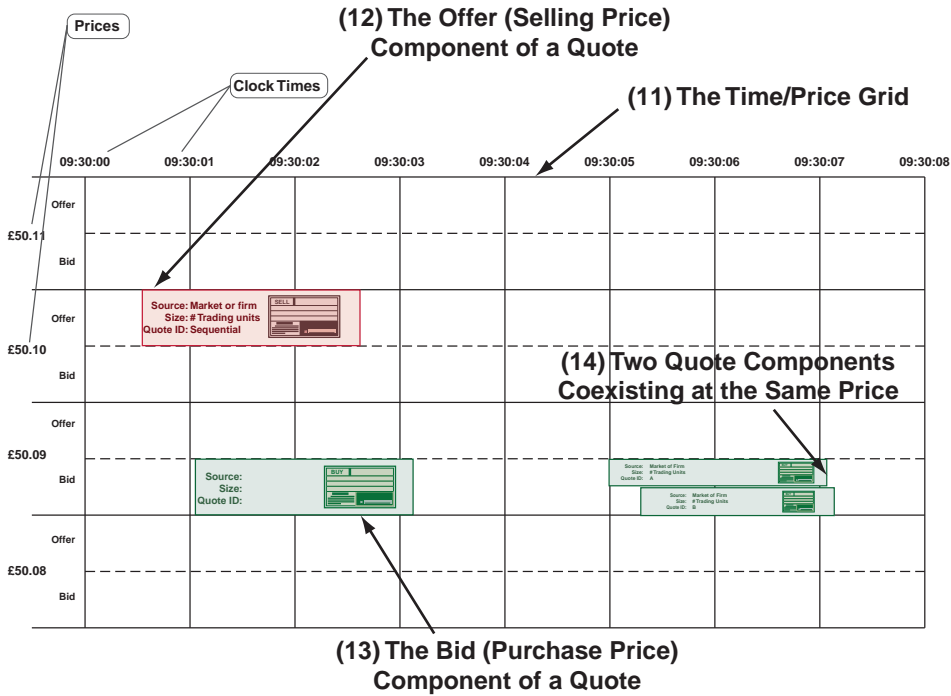 (12) The Offer (Selling Price)
Component of a Quote
Prices
Clock Times
(11) The Time/Price Grid
09:30:00 09:30:01 09:30:02 09:30:03 09:30:04 09:30:05 09:30:06 09:30:07 09:30:08
Offer
£50.11
Bid
Source: Market or firm
Size: # Trading units
Quote ID: Sequential
SELL
Offer
£50.10
Bid
(14) Two Quote Components
Coexisting at the Same Price
Offer
£50.09
Bid
Source:
Size:
Quote ID:
BUY
Source: Market of Firm
Size: # Trading Units
Quote ID: A
Source: Market of Firm
Size: # Trading Units
Quote ID: B
Offer
£50.08
Bid
(13) The Bid (Purchase Price)
Component of a Quote